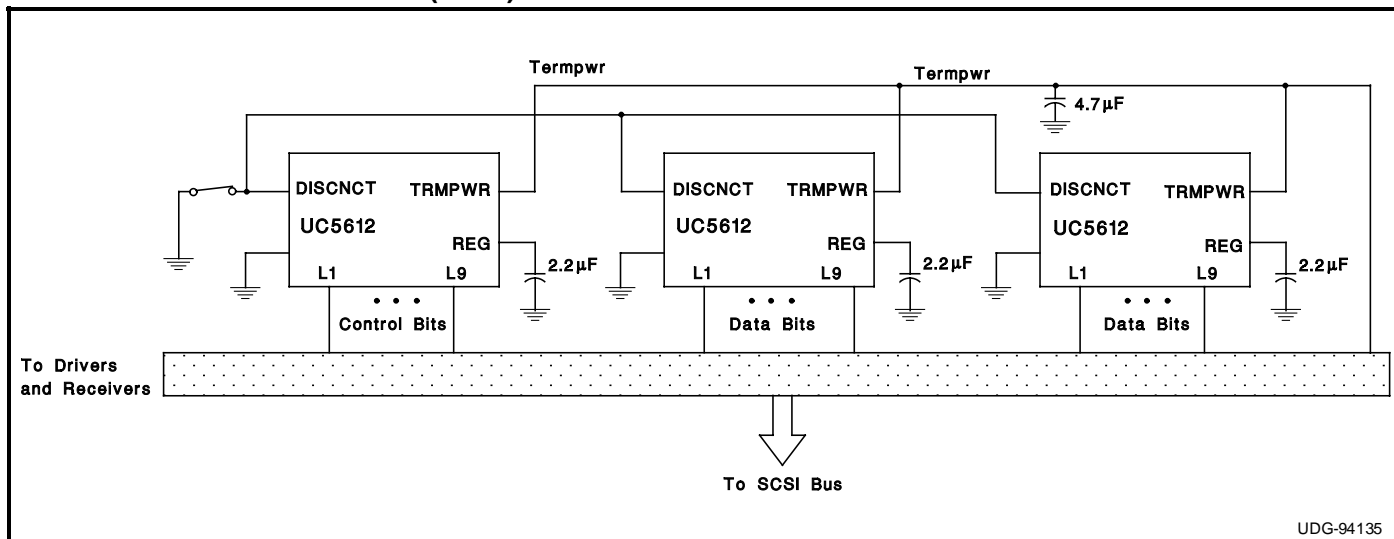 Termpwr
Termpwr
4.7µF
DISCNCT TRMPWR
UC5612
REG
2.2µF
L1 L9
• • •
Control Bits
DISCNCT TRMPWR
UC5612
REG
2.2µF
L1 L9
• • •
Data Bits
DISCNCT TRMPWR
UC5612
REG
2.2µF
L1 L9
• • •
Data Bits
To Drivers
and Receivers
To SCSI Bus
UDG-94135